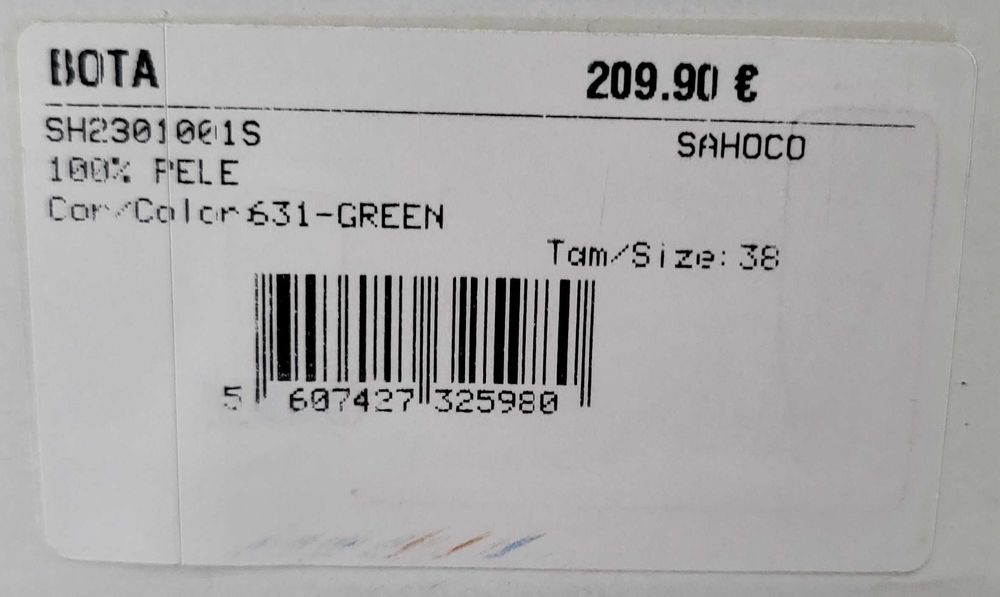 BOTA 209.90 €
SH2301001S SAHOCO
100% PELE
Cor/Color:631-GREEN
Tam/Size:38
5 607427 325980